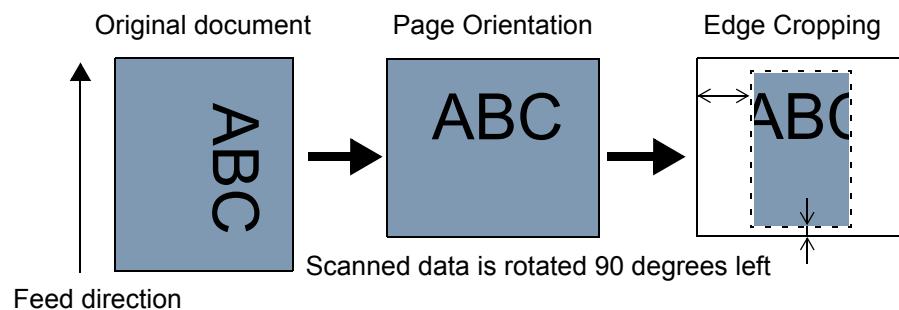 Original document
Page Orientation
Edge Cropping
ABC
ABC
ABC
Scanned data is rotated 90 degrees left
Feed direction